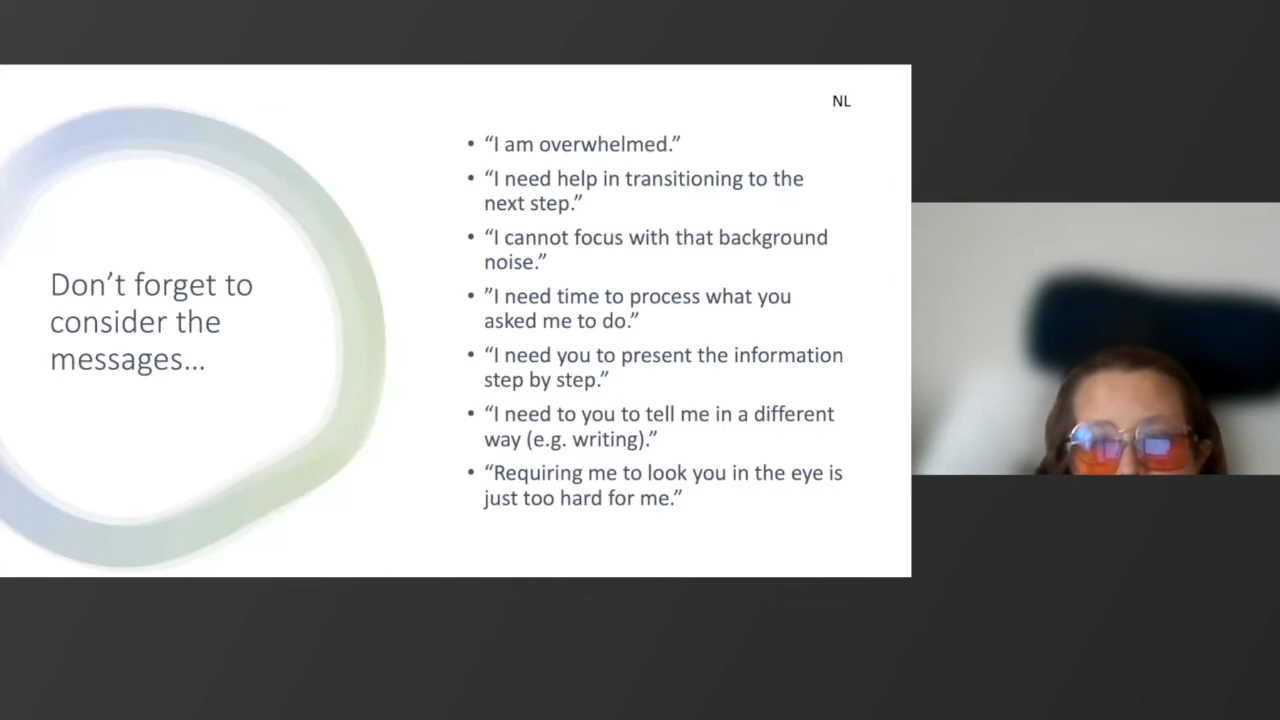 NL
Don’t forget to
consider the
messages...
• “I am overwhelmed.”
• “I need help in transitioning to the
next step.”
• “I cannot focus with that background
noise.”
• ”I need time to process what you
asked me to do.”
• “I need you to present the information
step by step.”
• “I need to you to tell me in a different
way (e.g. writing).”
• “Requiring me to look you in the eye is
just too hard for me.”